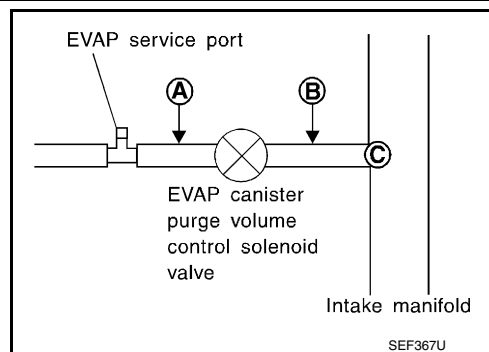 EVAP service port
A
B
C
EVAP canister
purge volume
control solenoid
valve
Intake manifold
SEF367U